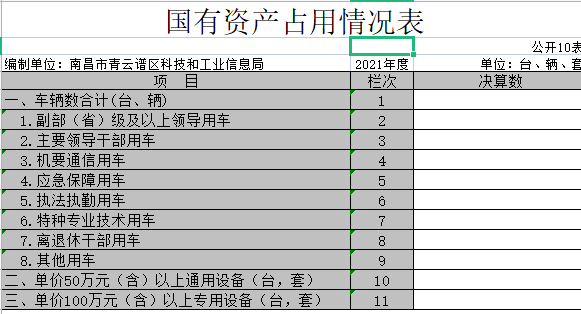 国有资产占用情况表
公开10表
编制单位：南昌市青云谱区科技和工业信息局 2021年度 单位：台、辆、套
项 目 栏次 决算数
一、车辆数合计(台、辆) 1
1.副部（省）级及以上领导用车 2
2.主要领导干部用车 3
3.机要通信用车 4
4.应急保障用车 5
5.执法执勤用车 6
6.特种专业技术用车 7
7.离退休干部用车 8
8.其他用车 9
二、单价50万元（含）以上通用设备（台，套） 10
三、单价100万元（含）以上专用设备（台，套） 11